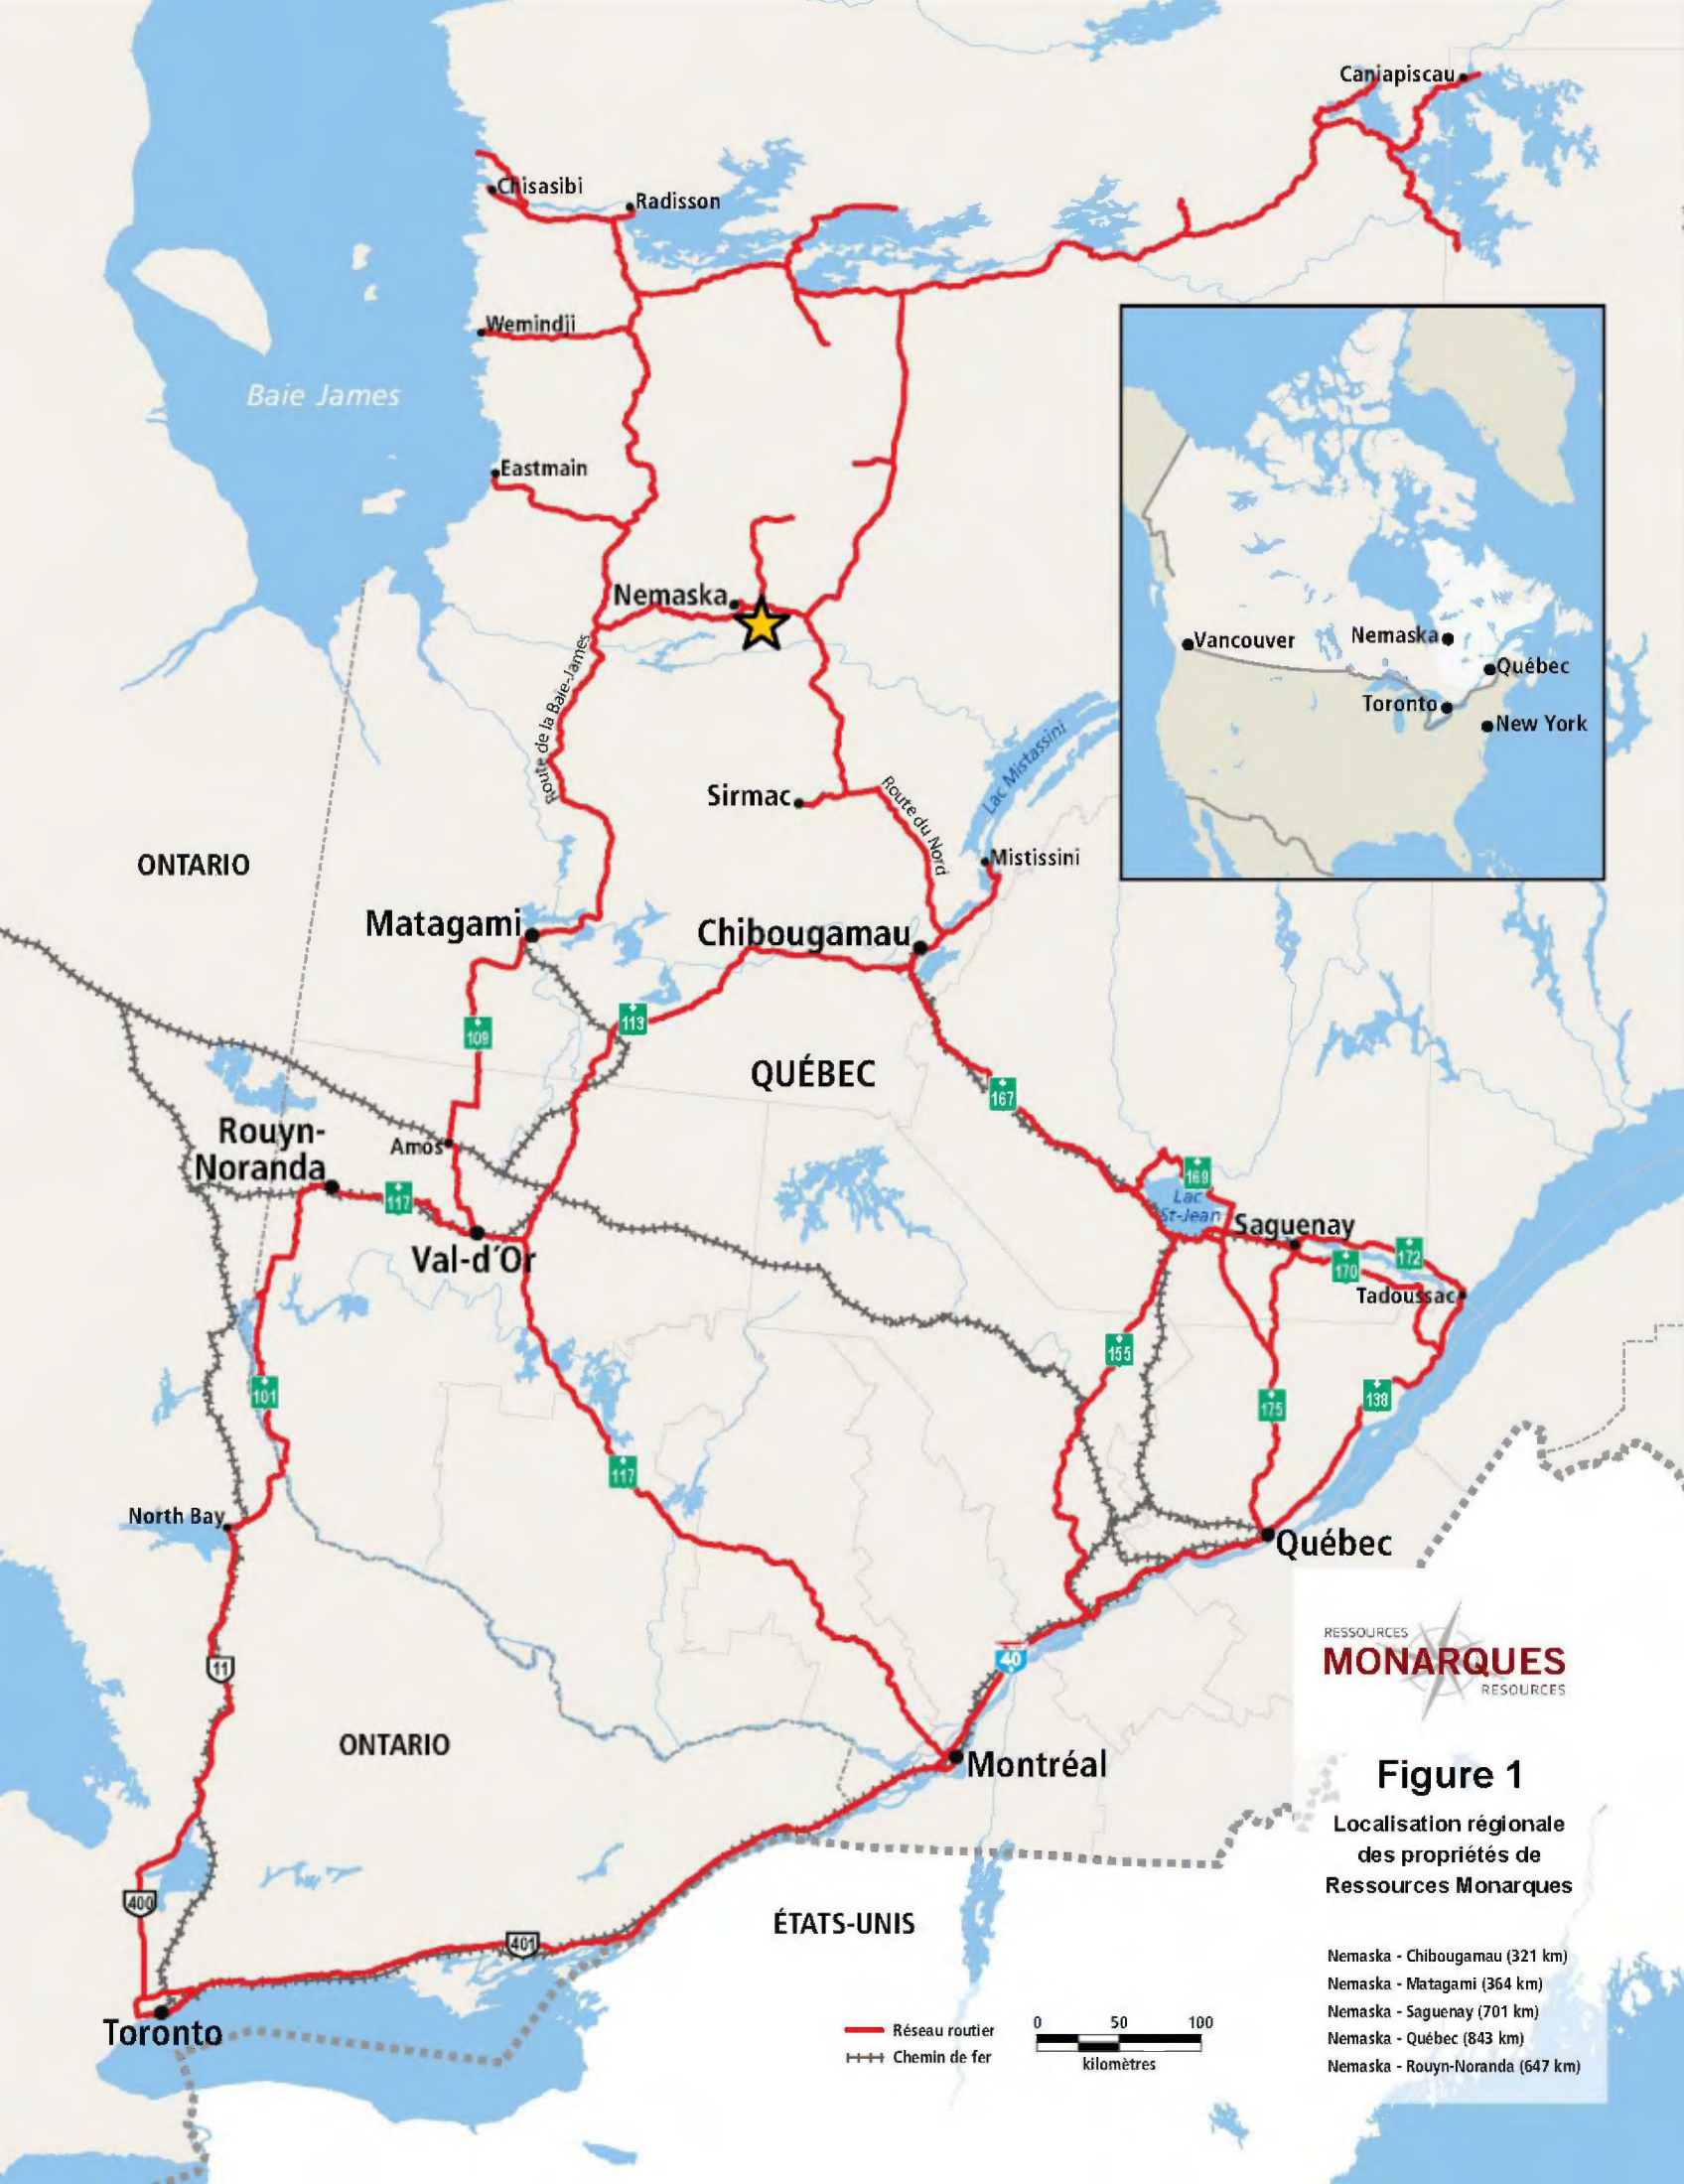 Caniapiscau
Chisasibi
Radisson
Wemindji
Baie James
Eastmain
Nemaska
Route de la Baie-James
Vancouver
Nemaska
Québec
Toronto
New York
Lac Mistassini
Sirmac
Route du Nord
Mistissini
ONTARIO
Matagami
Chibougamau
113
109
QUÉBEC
167
Rouyn-
Noranda
Amos
117
169
Lac
St-Jean
Saguenay
Val-d'Or
172
170
Tadoussac
155
101
175
138
117
North Bay
Québec
11
40
RESSOURCES
MONARQUES
RESOURCES
ONTARIO
Montréal
Figure 1
Localisation régionale
des propriétés de
Ressources Monarques
400
401
ÉTATS-UNIS
Nemaska - Chibougamau (321 km)
Nemaska - Matagami (364 km)
Nemaska - Saguenay (701 km)
Nemaska - Québec (843 km)
Nemaska - Rouyn-Noranda (647 km)
Toronto
Réseau routier
Chemin de fer
0 50 100
kilomètres